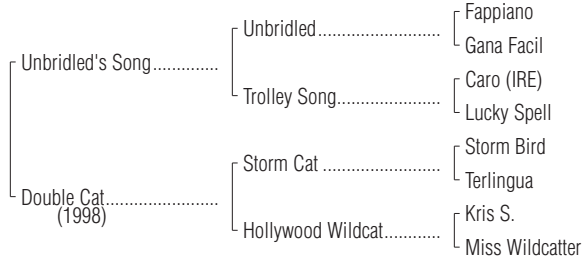 Fappiano
Unbridled....................
Gana Facil
Unbridled's Song.............
Caro (IRE)
Trolley Song.................
Lucky Spell
Storm Bird
Storm Cat ...................
Terlingua
Double Cat...................
(1998)
Kris S.
Hollywood Wildcat............
Miss Wildcatter